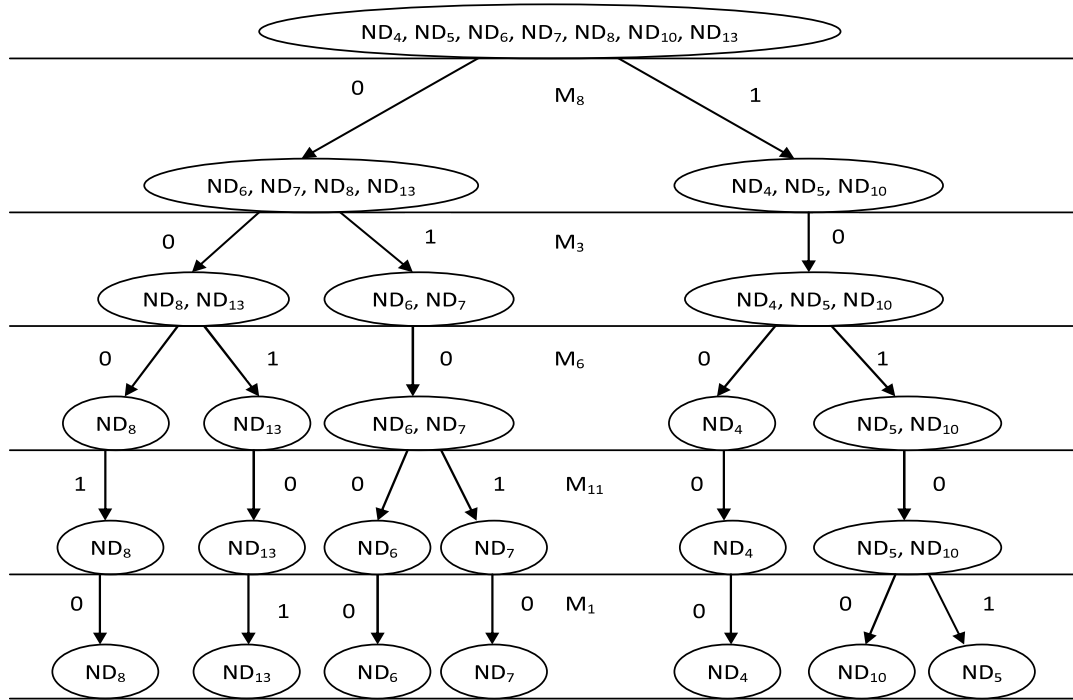 ND₄, ND₅, ND₆, ND₇, ND₈, ND₁₀, ND₁₃
0 M₈ 1
ND₆, ND₇, ND₈, ND₁₃ ND₄, ND₅, ND₁₀
0 1 M₃ 0
ND₈, ND₁₃ ND₆, ND₇ ND₄, ND₅, ND₁₀
0 1 0 M₆ 0 1
ND₈ ND₁₃ ND₆, ND₇ ND₄ ND₅, ND₁₀
1 0 0 1 M₁₁ 0 0
ND₈ ND₁₃ ND₆ ND₇ ND₄ ND₅, ND₁₀
0 1 0 0 M₁ 0 0 1
ND₈ ND₁₃ ND₆ ND₇ ND₄ ND₁₀ ND₅